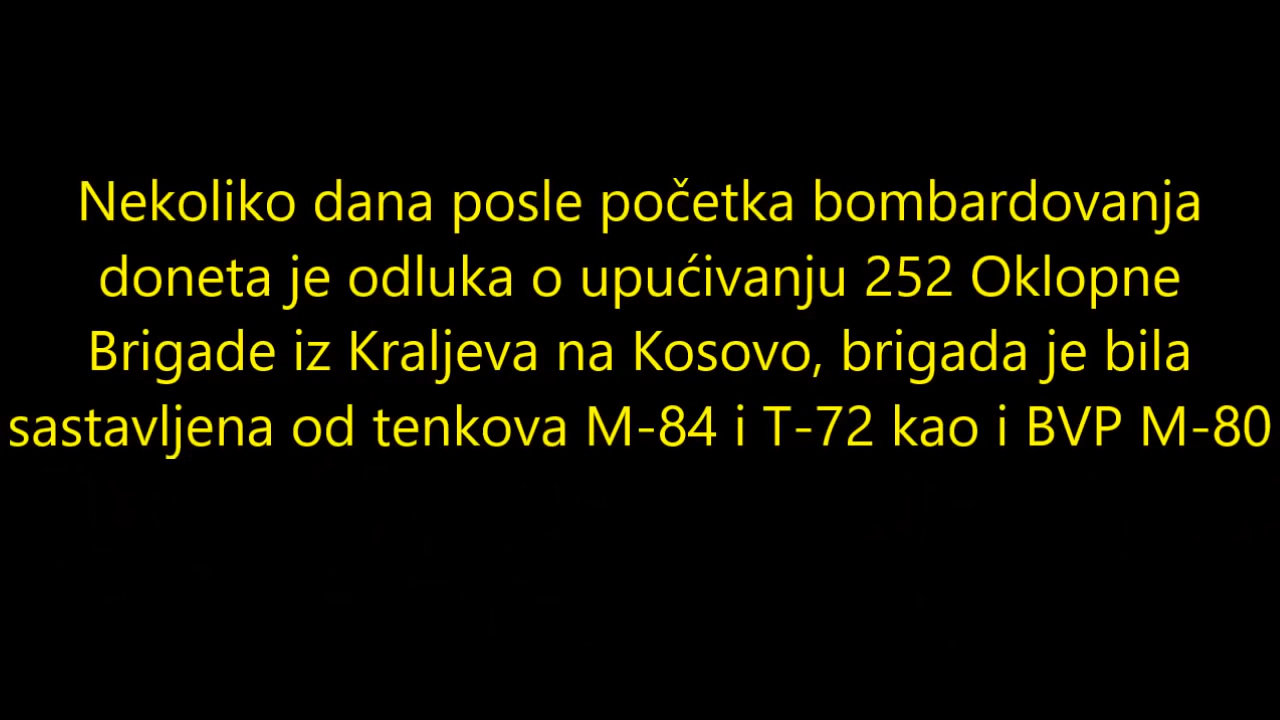 Nekoliko dana posle početka bombardovanja
doneta je odluka o upućivanju 252 Oklopne
Brigade iz Kraljeva na Kosovo, brigada je bila
sastavljena od tenkova M-84 i T-72 kao i BVP M-80